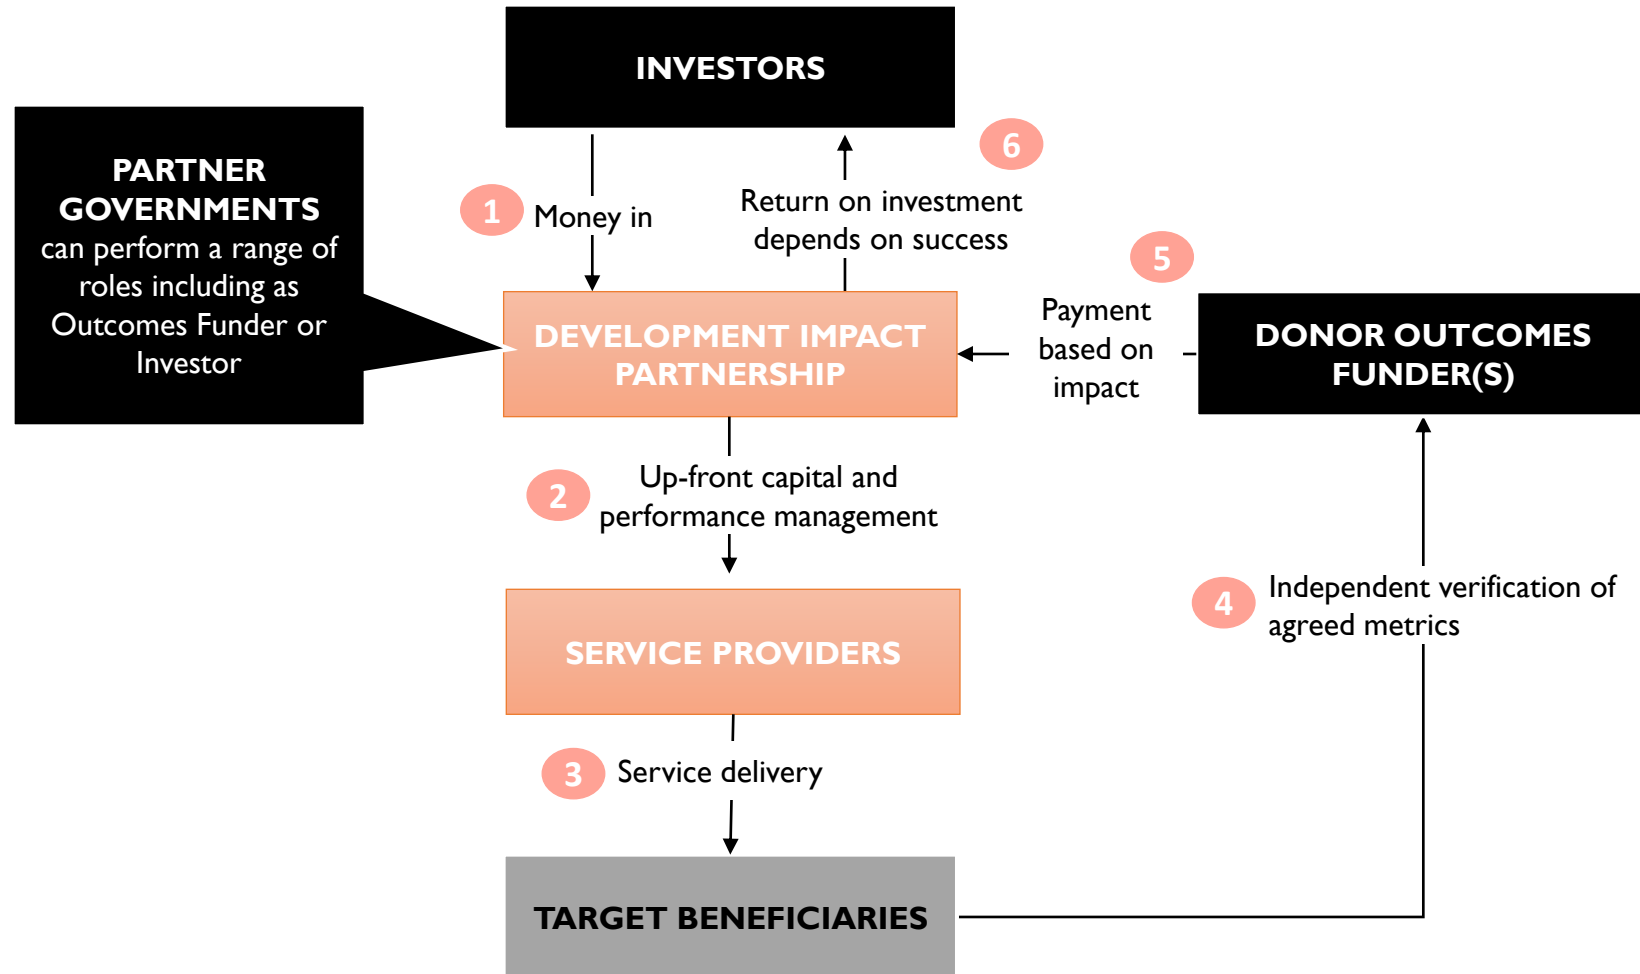 INVESTORS
PARTNER
GOVERNMENTS
can perform a range of
roles including as
Outcomes Funder or
Investor
1
Money in
6
Return on investment
depends on success
5
Payment
based on
impact
DEVELOPMENT IMPACT
PARTNERSHIP
DONOR OUTCOMES
FUNDER(S)
2
Up-front capital and
performance management
4
Independent verification of
agreed metrics
SERVICE PROVIDERS
3
Service delivery
TARGET BENEFICIARIES